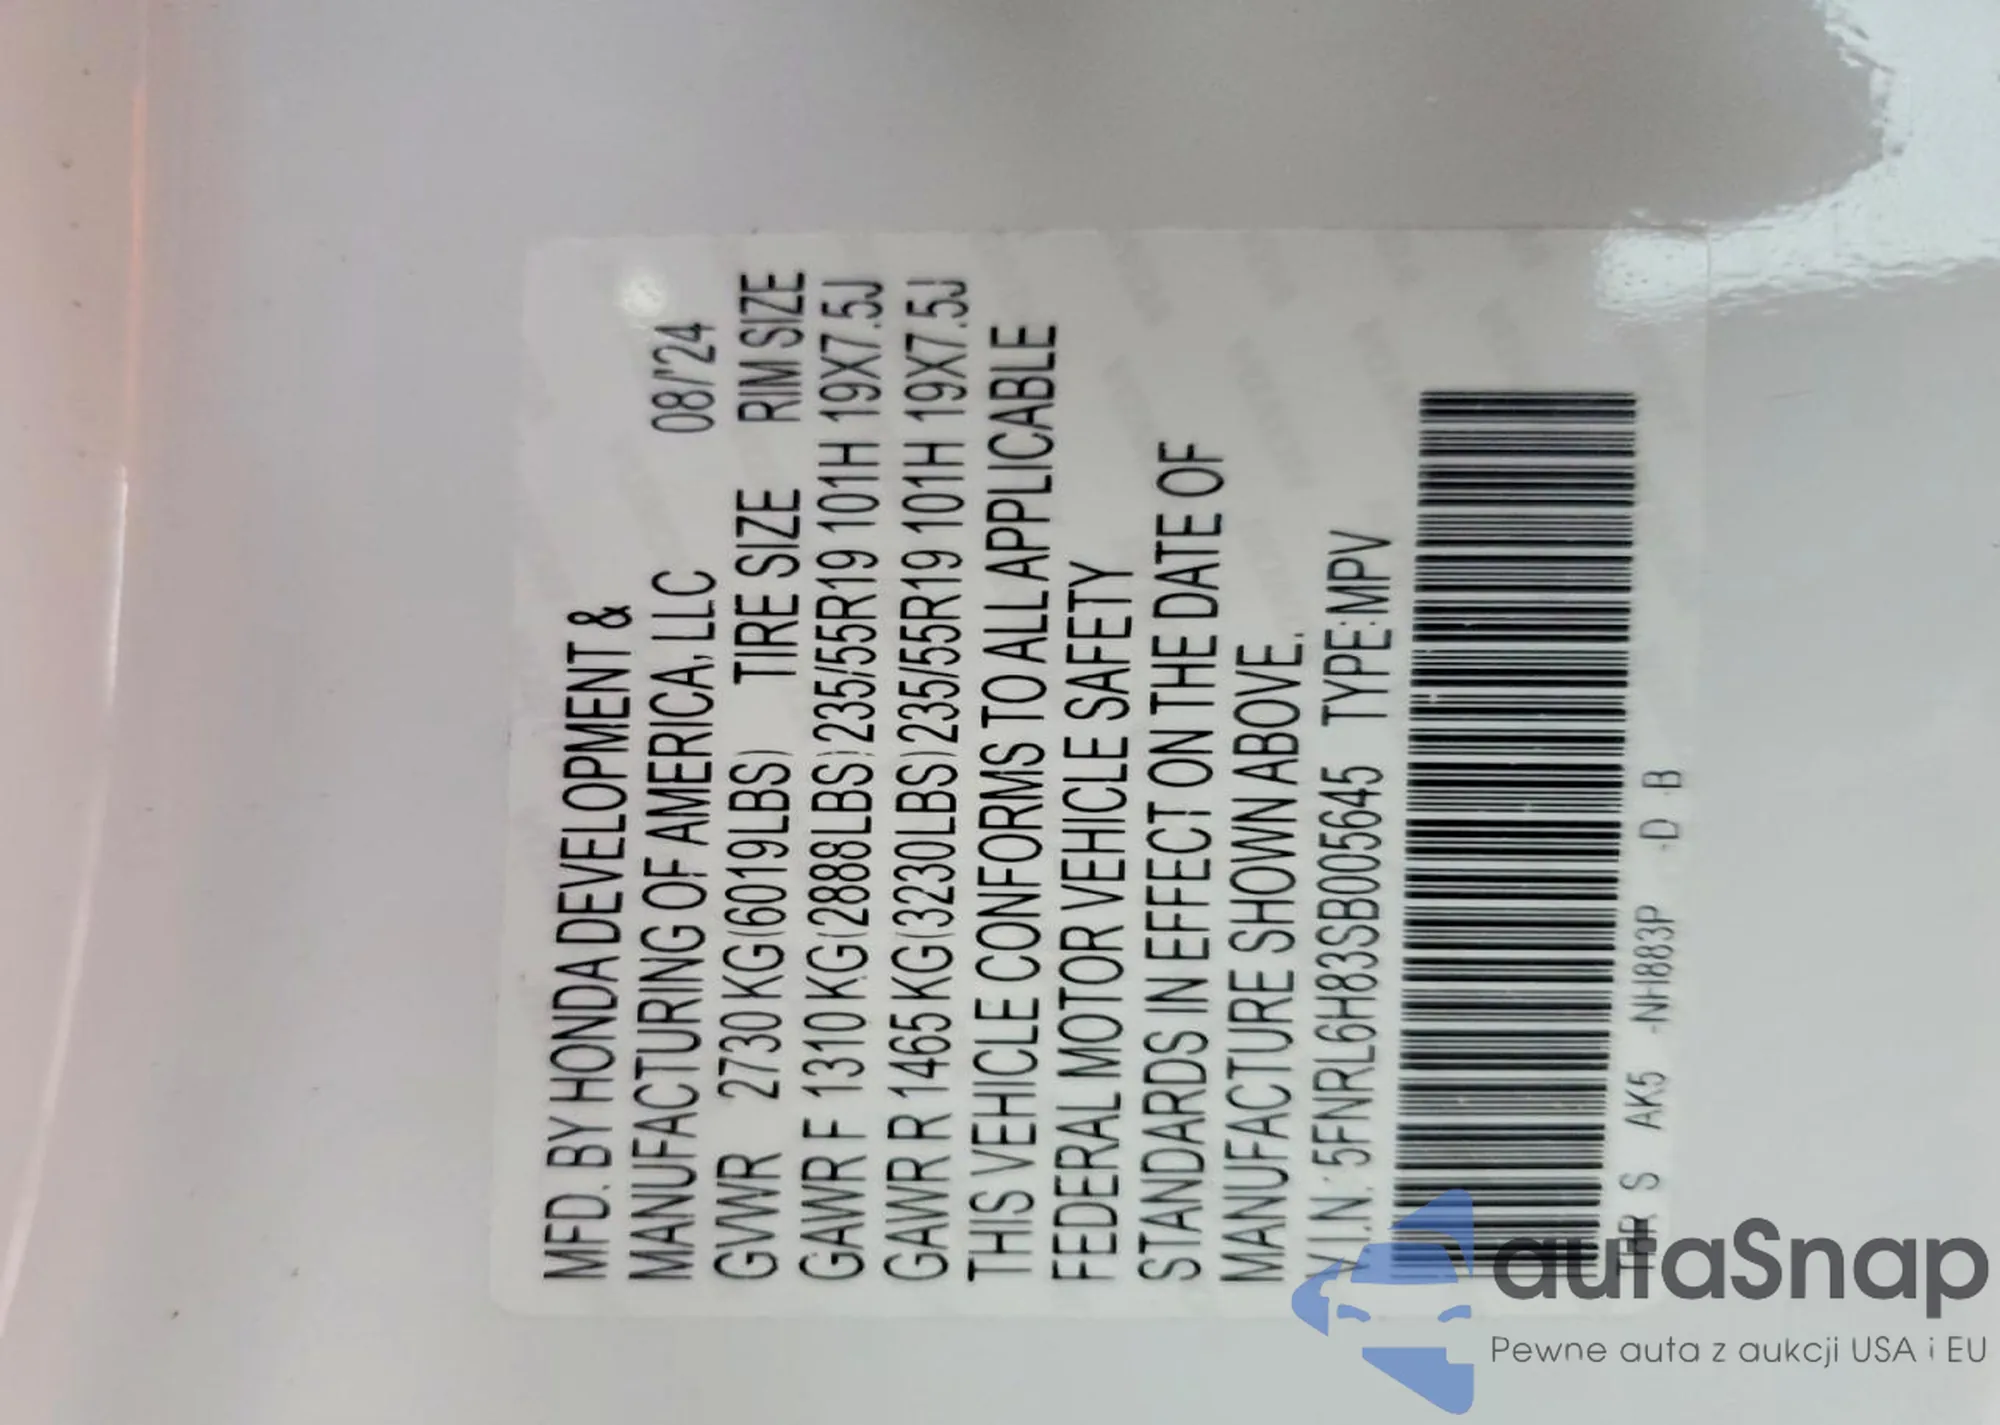 MFD. BY HONDA DEVELOPMENT &
MANUFACTURING OF AMERICA, LLC 08/'24
GVWR 2730 KG(6019LBS) TIRE SIZE RIM SIZE
GAWR F 1310 KG(2888LBS) 235/55R19 101H 19X7.5J
GAWR R 1465 KG(3230LBS) 235/55R19 101H 19X7.5J
THIS VEHICLE CONFORMS TO ALL APPLICABLE
FEDERAL MOTOR VEHICLE SAFETY
STANDARDS IN EFFECT ON THE DATE OF
MANUFACTURE SHOWN ABOVE.
V.I.N. 5FNRL6H83SB005645 TYPE:MPV
S AK5 -NH883P -D -B
autaSnap
Pewne auta z aukcji USA i EU